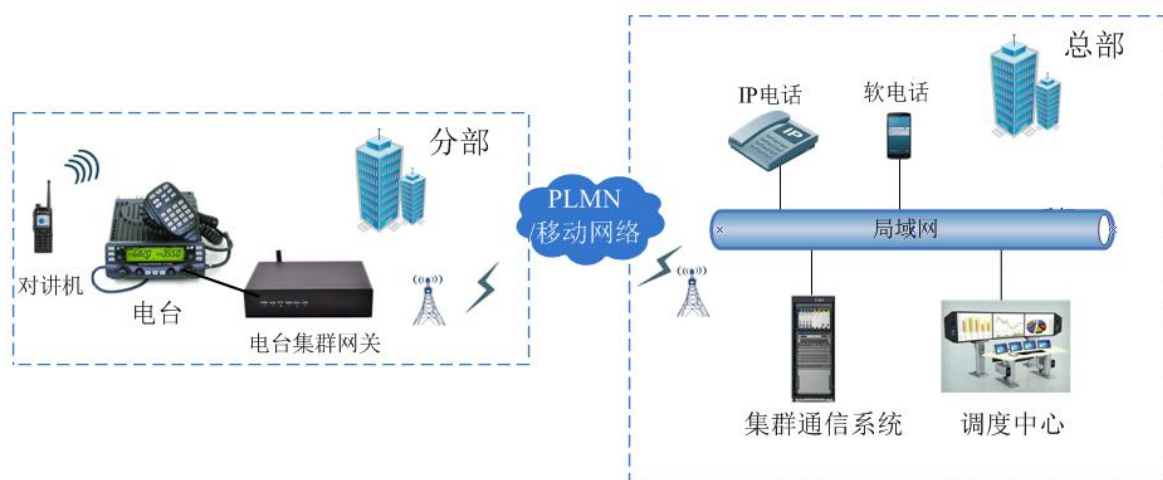 总部
IP电话
软电话
分部
PLMN
/移动网络
局域网
对讲机
电台
电台集群网关
IP
集群通信系统
调度中心